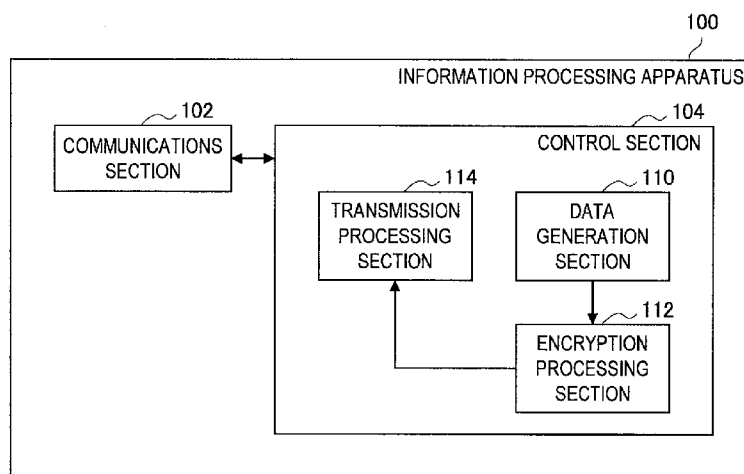 100
INFORMATION PROCESSING APPARATUS
102
COMMUNICATIONS
SECTION
104
CONTROL SECTION
114
TRANSMISSION
PROCESSING
SECTION
110
DATA
GENERATION
SECTION
112
ENCRYPTION
PROCESSING
SECTION